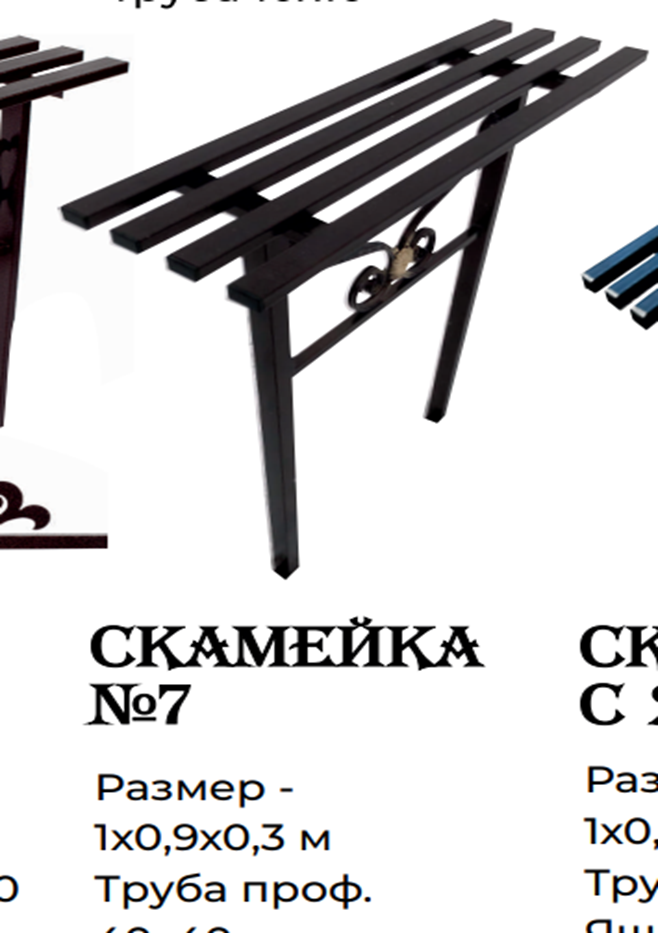 СКАМЕЙКА
№7
Размер -
1х0,9х0,3 м
Труба проф.
СК
С
Раз
1х0,
Тру